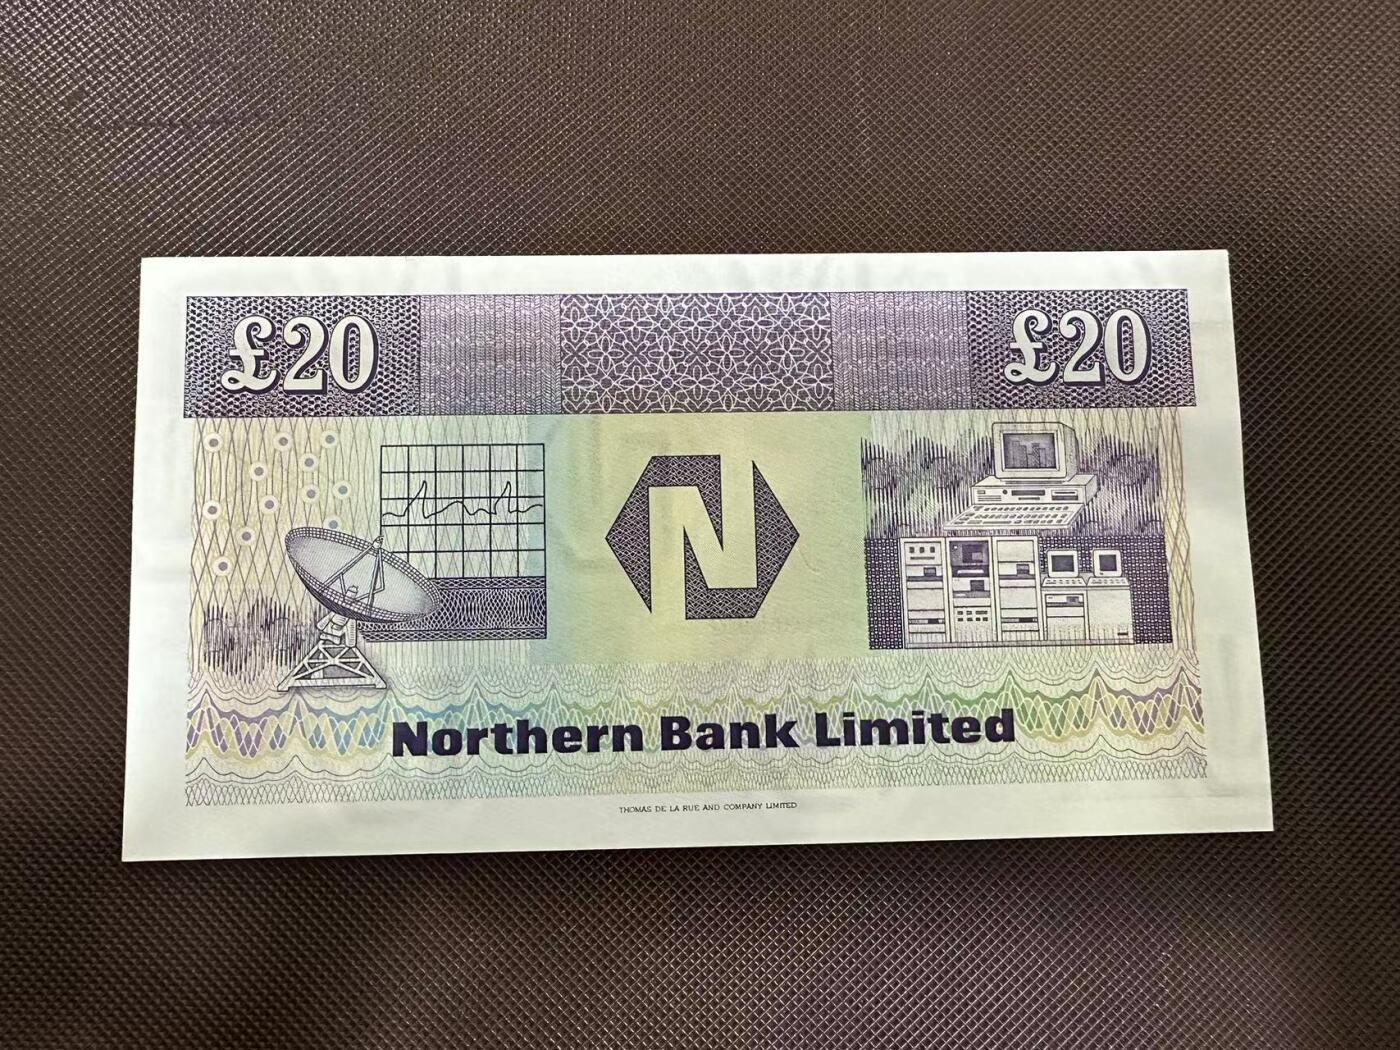 £20 £20
N
Northern Bank Limited
THOMAS DE LA RUE AND COMPANY LIMITED